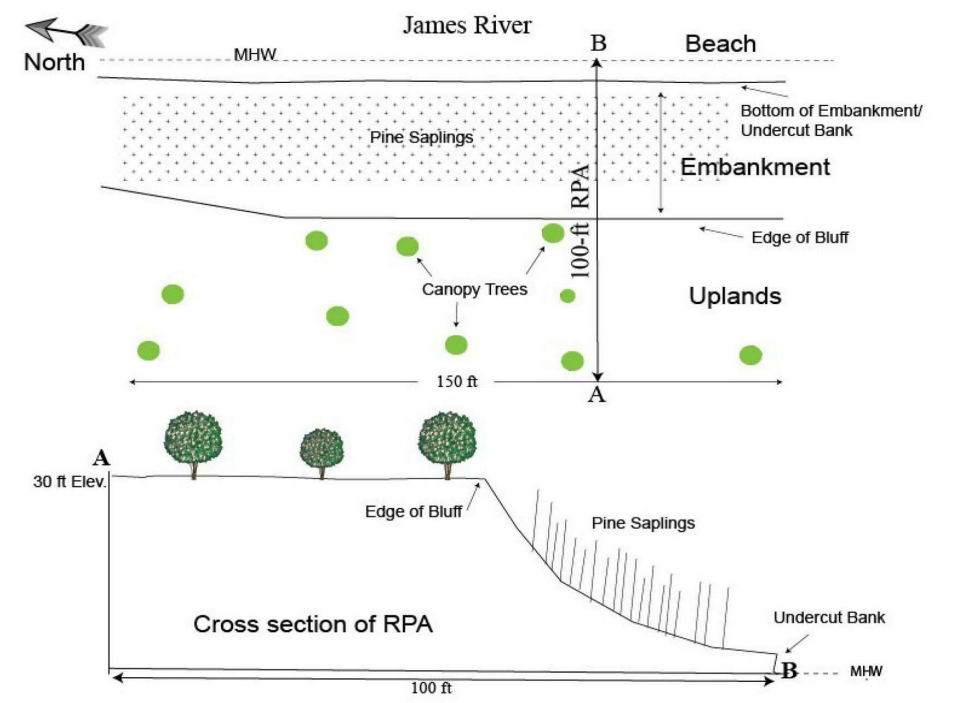 James River
North
MHW
B
Beach
Bottom of Embankment/
Undercut Bank
Pine Saplings
Embankment
100-ft RPA
Edge of Bluff
Canopy Trees
Uplands
150 ft
A
A
30 ft Elev.
Edge of Bluff
Pine Saplings
Cross section of RPA
Undercut Bank
B
MHW
100 ft